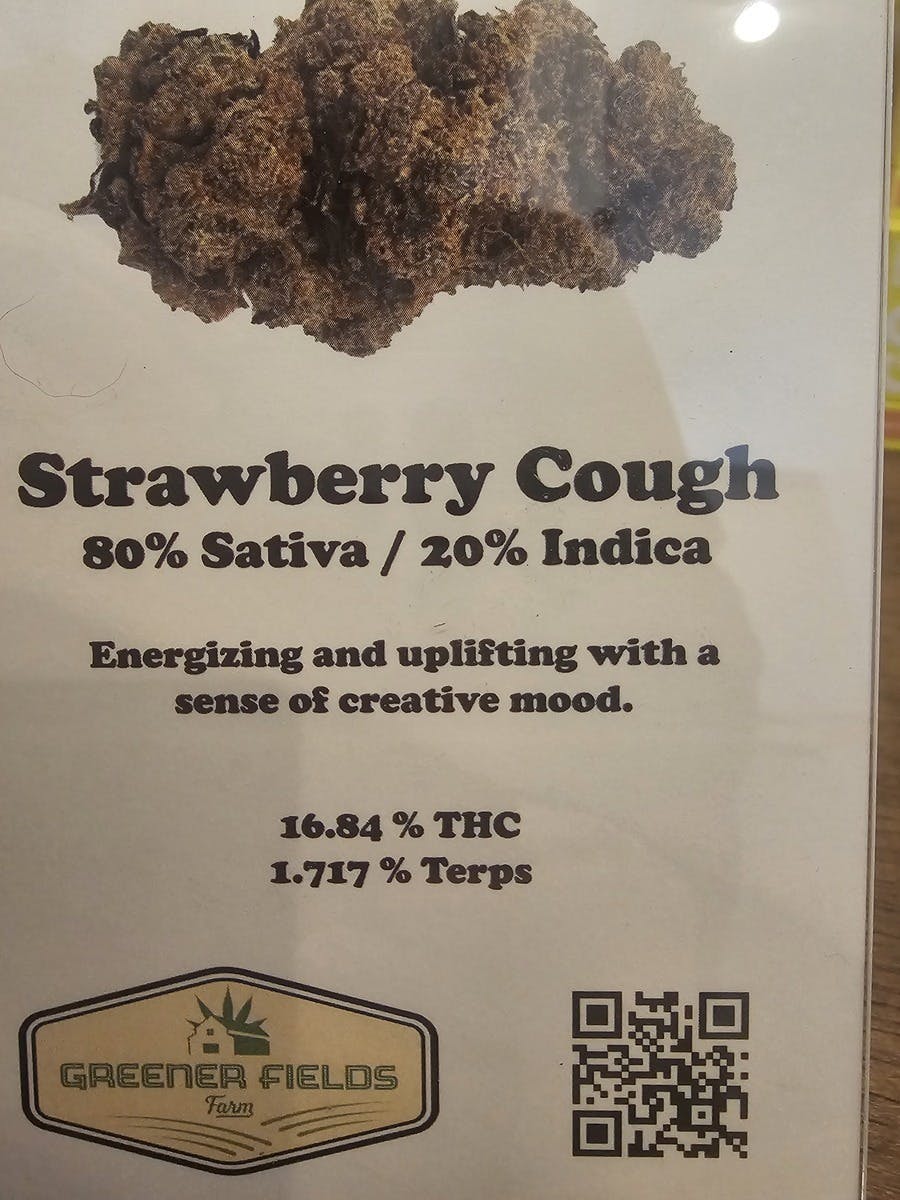 Strawberry Cough
80% Sativa / 20% Indica
Energizing and uplifting with a
sense of creative mood.
16.84 % THC
1.717 % Terps
GREENER FIELDS
Farm